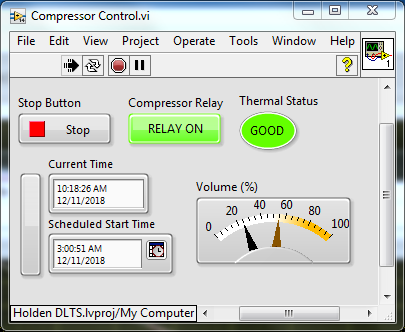 Compressor Control.vi
File Edit View Project Operate Tools Window Help
?
1
Stop Button
Compressor Relay
Thermal Status
Stop
RELAY ON
GOOD
Current Time
10:18:26 AM
12/11/2018
Scheduled Start Time
3:00:51 AM
12/11/2018
Volume (%)
0 20 40 60 80 100
Holden DLTS.lvproj/My Computer